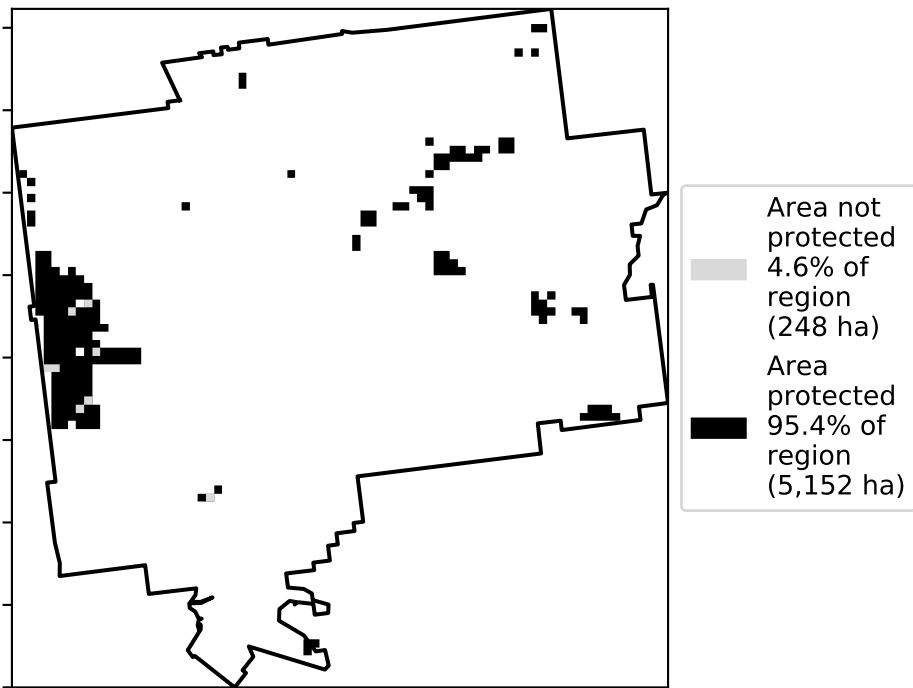 Area not
protected
4.6% of
region
(248 ha)
Area
protected
95.4% of
region
(5,152 ha)